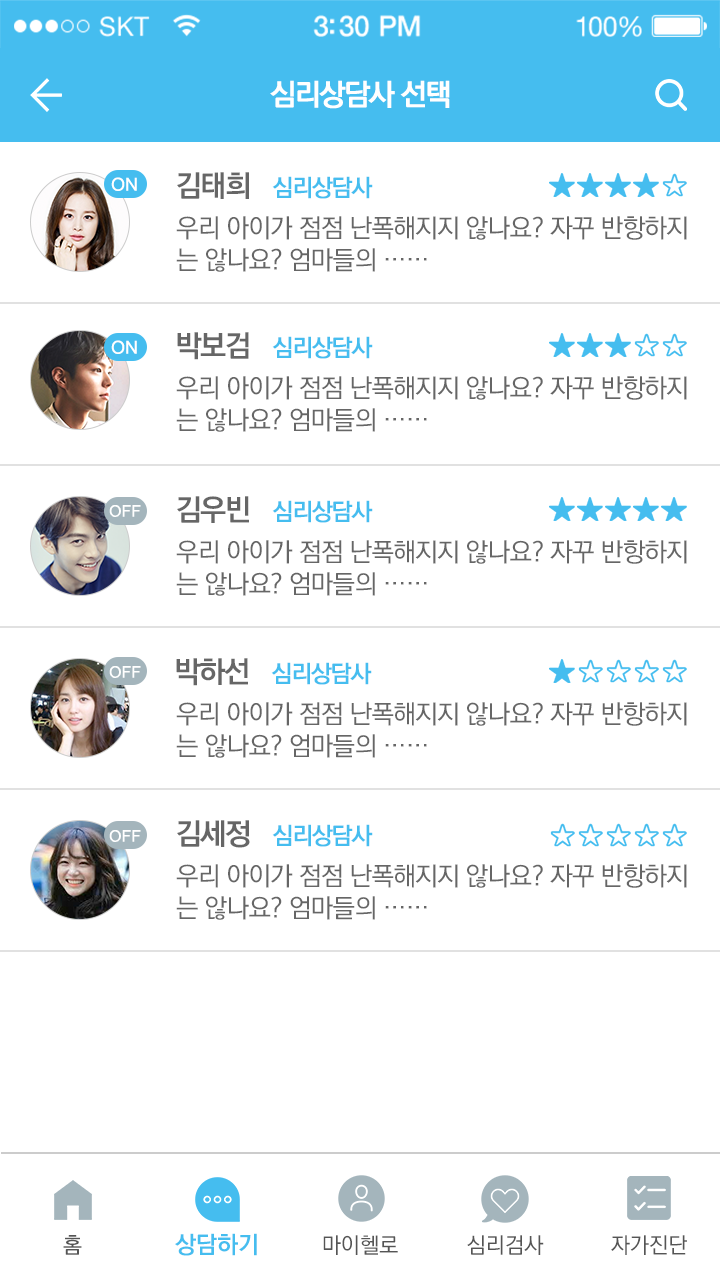 SKT 3:30 PM 100%
심리상담사 선택
ON 김태희 심리상담사
우리 아이가 점점 난폭해지지 않나요? 자꾸 반항하지
는 않나요? 엄마들의 ······
ON 박보검 심리상담사
우리 아이가 점점 난폭해지지 않나요? 자꾸 반항하지
는 않나요? 엄마들의 ······
OFF 김우빈 심리상담사
우리 아이가 점점 난폭해지지 않나요? 자꾸 반항하지
는 않나요? 엄마들의 ······
OFF 박하선 심리상담사
우리 아이가 점점 난폭해지지 않나요? 자꾸 반항하지
는 않나요? 엄마들의 ······
OFF 김세정 심리상담사
우리 아이가 점점 난폭해지지 않나요? 자꾸 반항하지
는 않나요? 엄마들의 ······
홈 상담하기 마이헬로 심리검사 자가진단